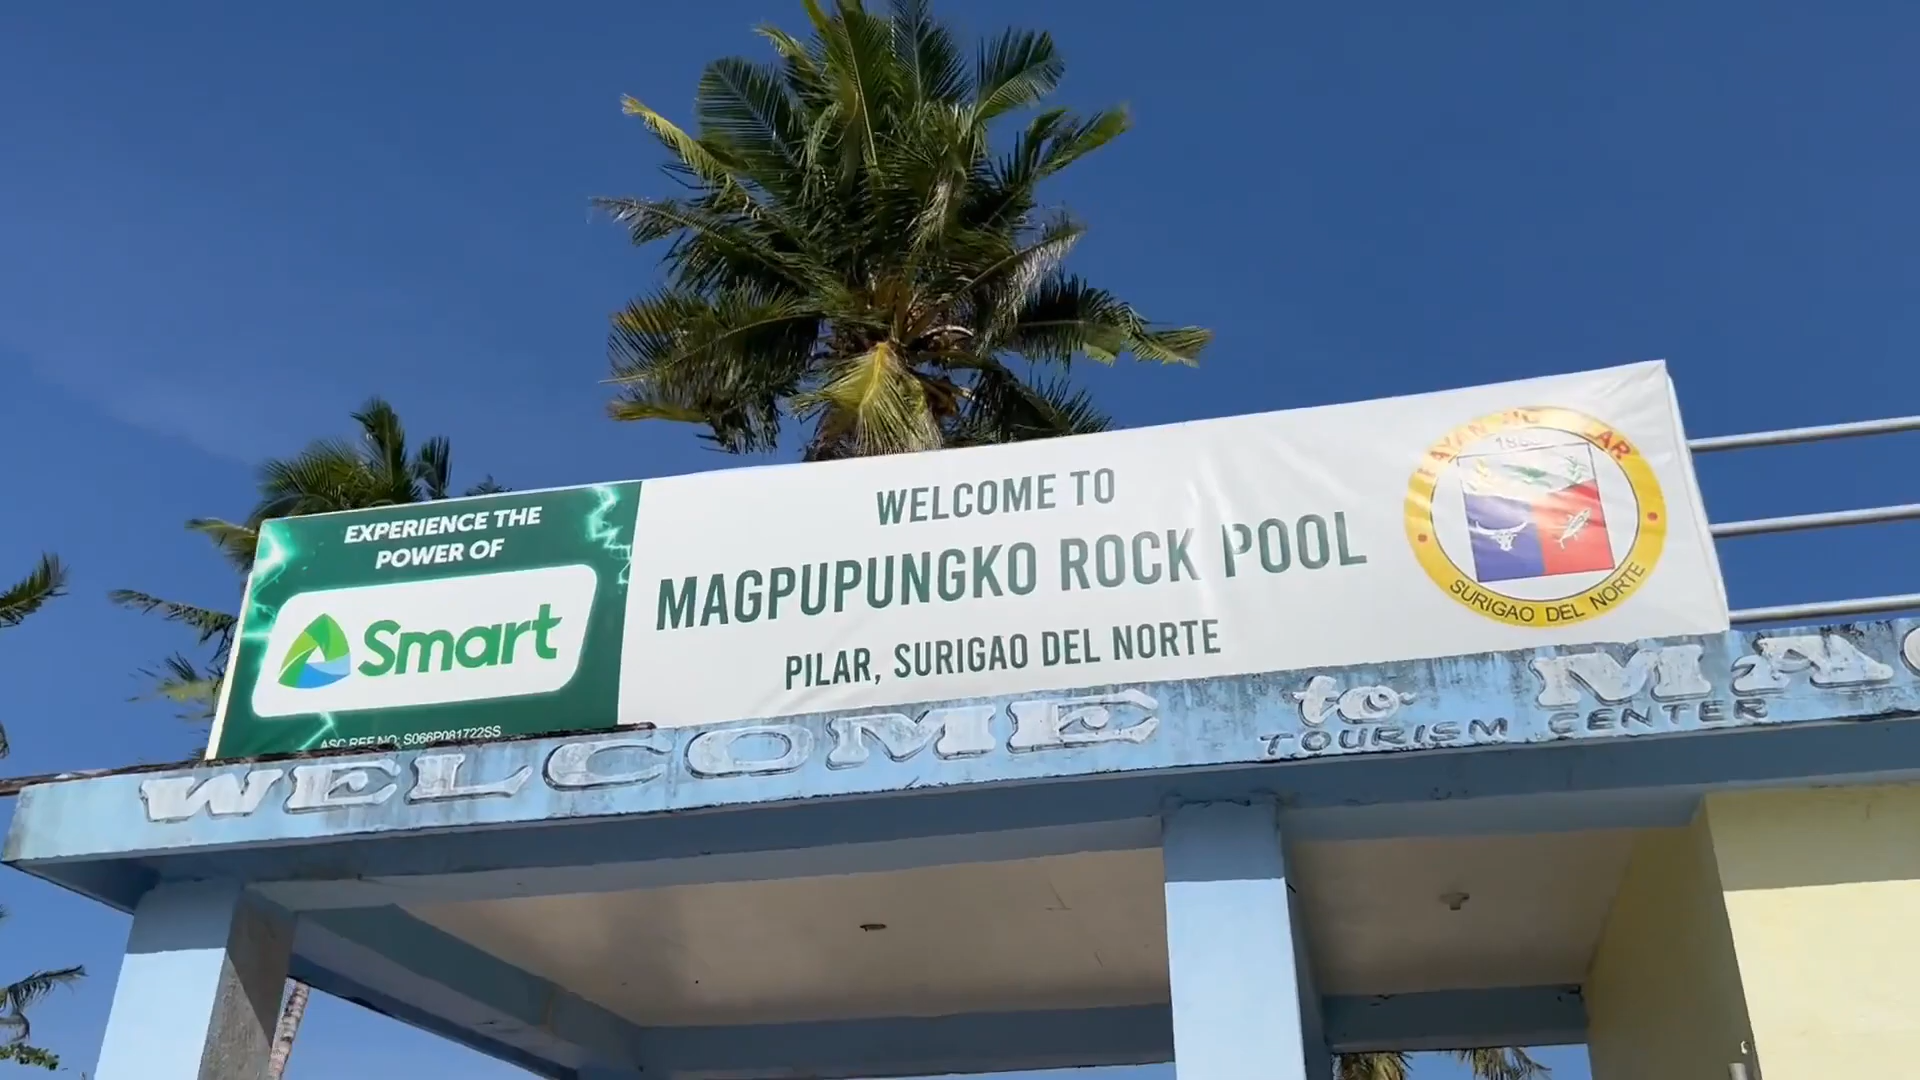 EXPERIENCE THE
POWER OF
Smart
ASC REF NO: S066P081722SS
WELCOME TO
MAGPUPUNGKO ROCK POOL
PILAR, SURIGAO DEL NORTE
SURIGAO DEL NORTE
WELCOME to MAG
TOURISM CENTER